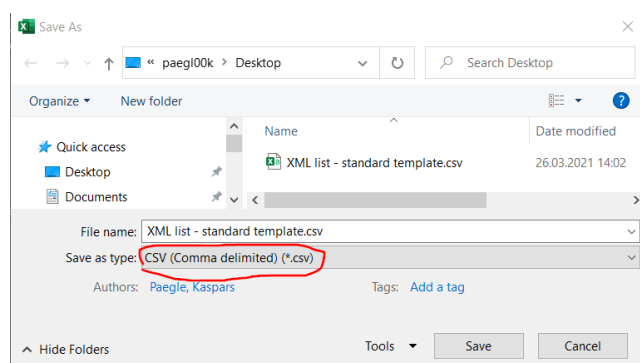 Save As
« paegl00k > Desktop
Search Desktop
Organize
New folder
?
Name
Date modified
Quick access
Desktop
Documents
XML list - standard template.csv
26.03.2021 14:02
File name: XML list - standard template.csv
Save as type: CSV (Comma delimited) (*.csv)
Authors: Paegle, Kaspars
Tags: Add a tag
Hide Folders
Tools
Save
Cancel